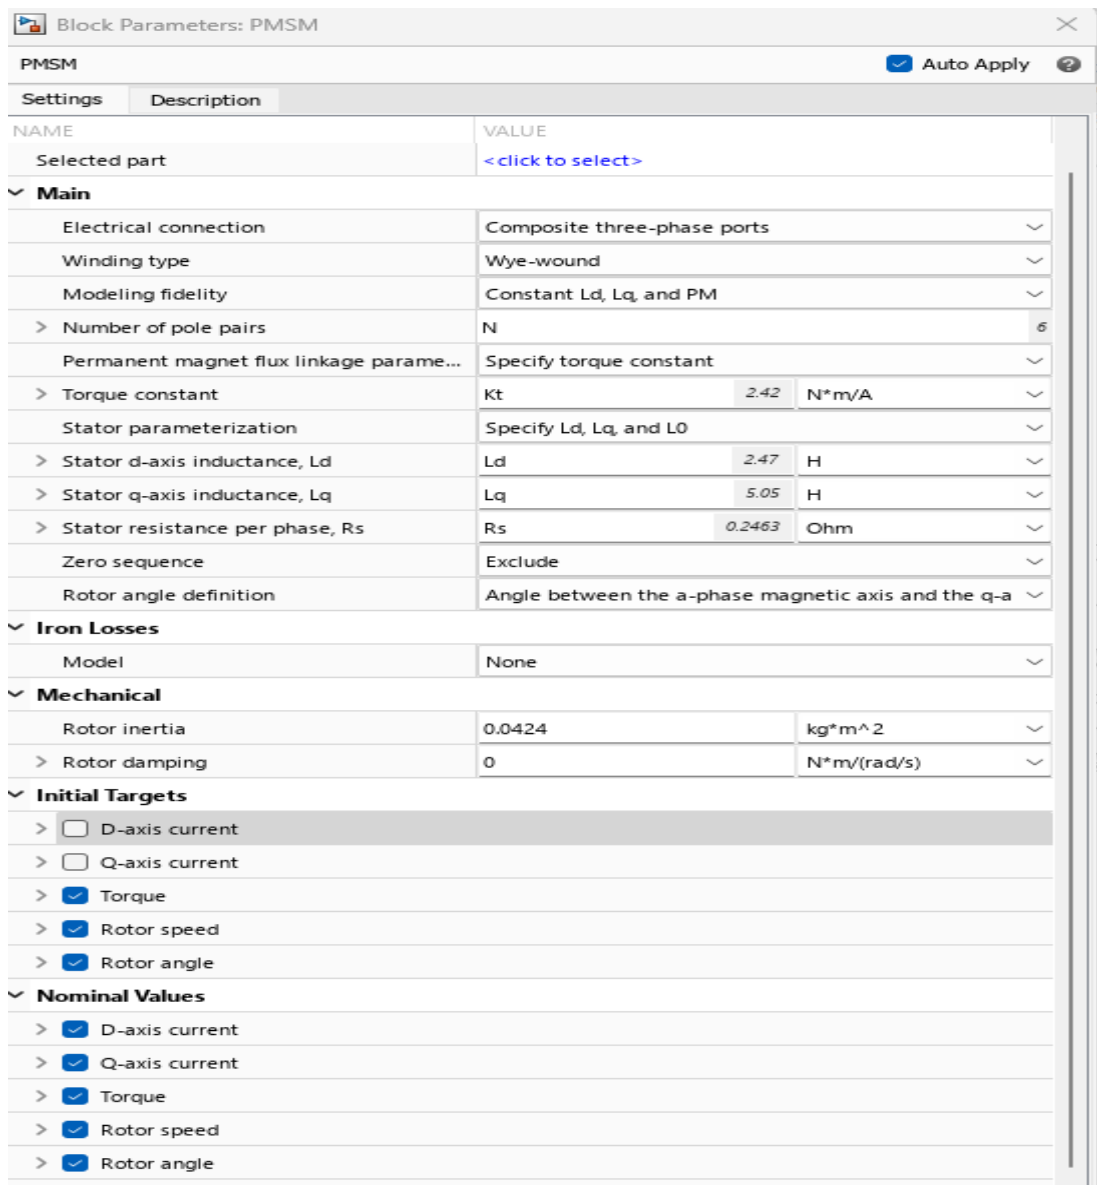 Block Parameters: PMSM
PMSM Auto Apply
Settings Description
NAME VALUE
Selected part <click to select>
Main
Electrical connection Composite three-phase ports
Winding type Wye-wound
Modeling fidelity Constant Ld, Lq, and PM
Number of pole pairs N 6
Permanent magnet flux linkage parame... Specify torque constant
Torque constant Kt 2.42 N*m/A
Stator parameterization Specify Ld, Lq, and L0
Stator d-axis inductance, Ld Ld 2.47 H
Stator q-axis inductance, Lq Lq 5.05 H
Stator resistance per phase, Rs Rs 0.2463 Ohm
Zero sequence Exclude
Rotor angle definition Angle between the a-phase magnetic axis and the q-a
Iron Losses
Model None
Mechanical
Rotor inertia 0.0424 kg*m^2
Rotor damping 0 N*m/(rad/s)
Initial Targets
D-axis current
Q-axis current
Torque
Rotor speed
Rotor angle
Nominal Values
D-axis current
Q-axis current
Torque
Rotor speed
Rotor angle